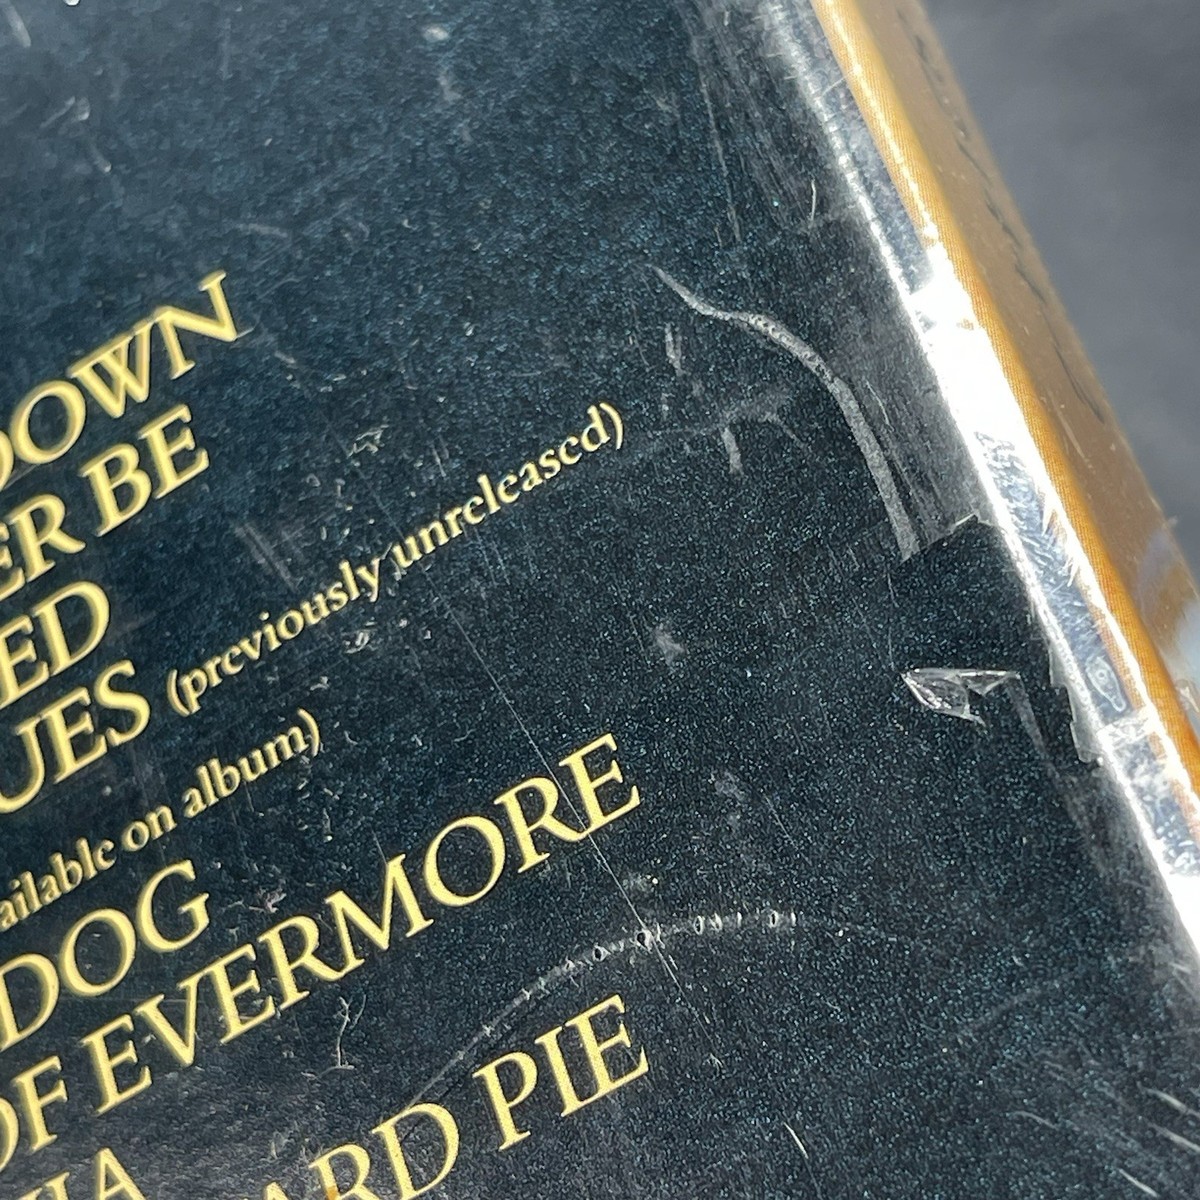 DOWN
ER BE
ED
UES (previously unreleased)
ailable on album)
DOG
OF EVERMORE
ARD PIE